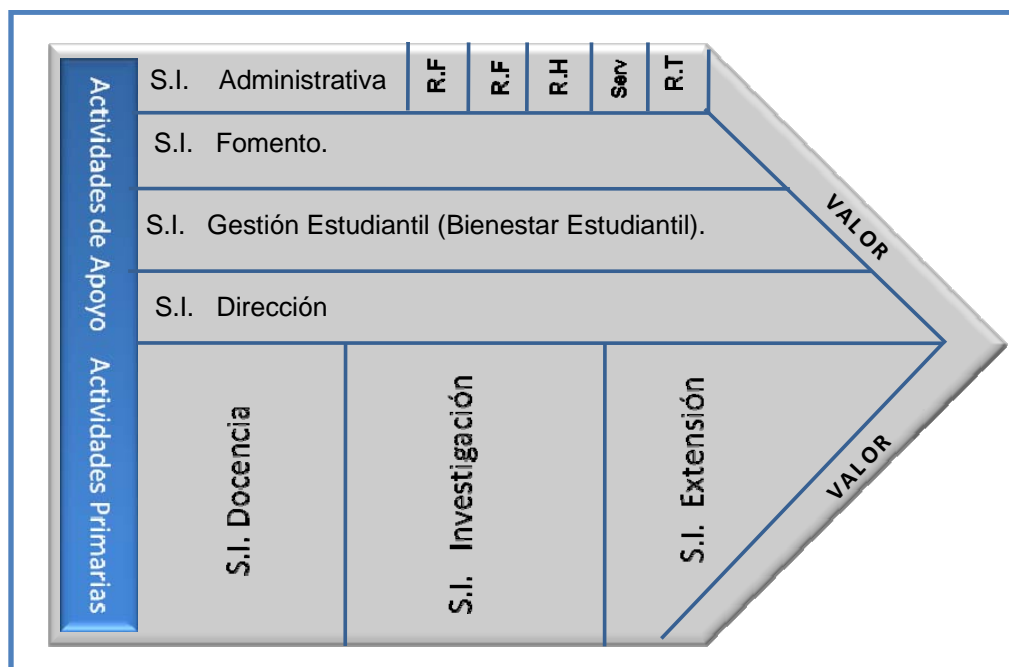 Actividades de Apoyo
Actividades Primarias
S.I. Administrativa
R.F
R.F
R.H
Serv
R.T
S.I. Fomento.
S.I. Gestión Estudiantil (Bienestar Estudiantil).
S.I. Dirección
S.I. Docencia
S.I. Investigación
S.I. Extensión
VALOR
VALOR